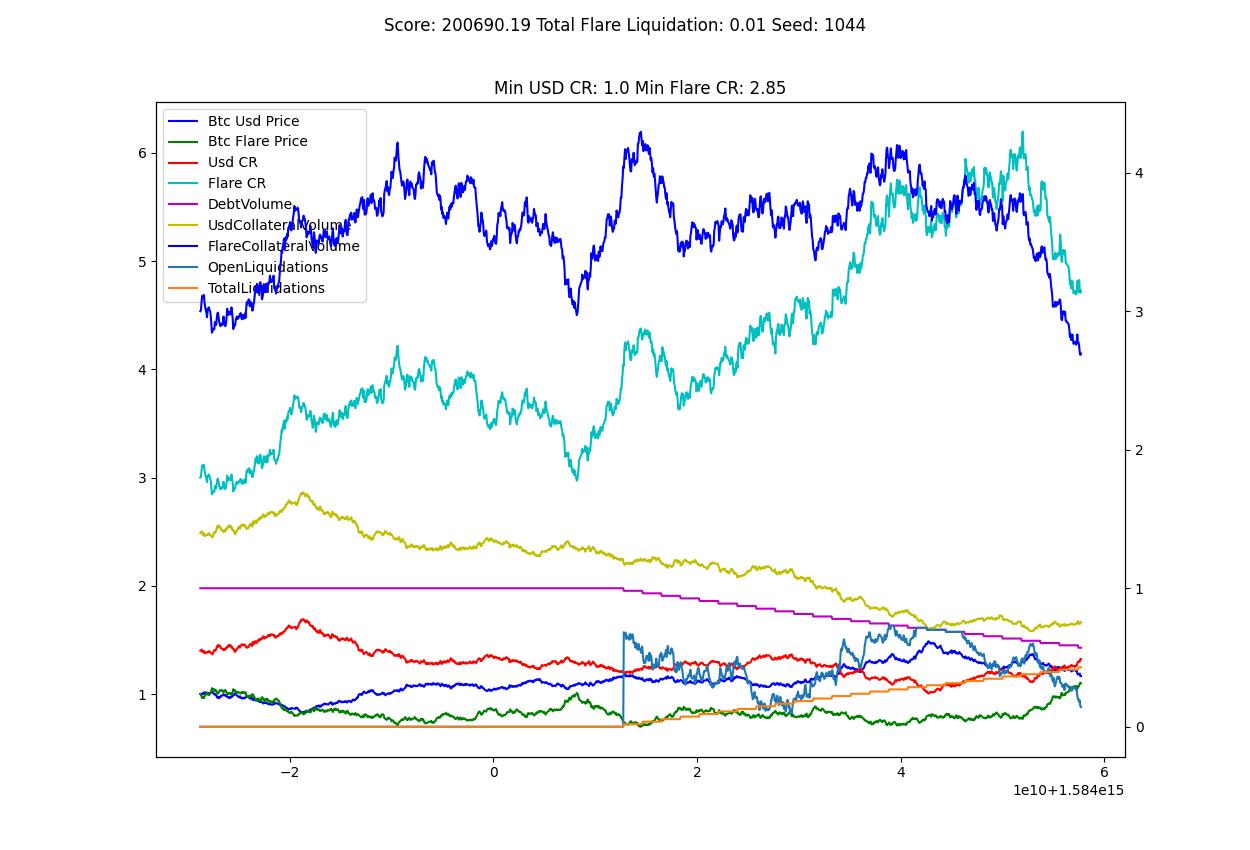 Score: 200690.19 Total Flare Liquidation: 0.01 Seed: 1044
Min USD CR: 1.0 Min Flare CR: 2.85
Btc Usd Price
Btc Flare Price
Usd CR
Flare CR
DebtVolume
UsdCollateralVolume
FlareCollateralVolume
OpenLiquidations
TotalLiquidations
6
5
4
3
2
1
4
3
2
1
0
−2
0
2
4
6
1e10+1.584e15